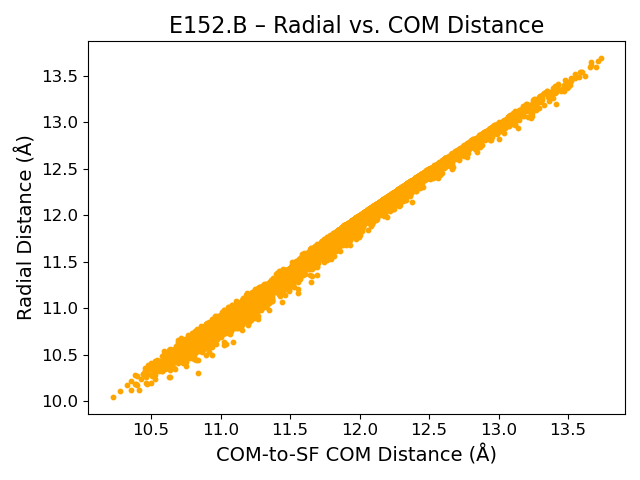 E152.B – Radial vs. COM Distance
Radial Distance (Å)
13.5
13.0
12.5
12.0
11.5
11.0
10.5
10.0
10.5 11.0 11.5 12.0 12.5 13.0 13.5
COM-to-SF COM Distance (Å)